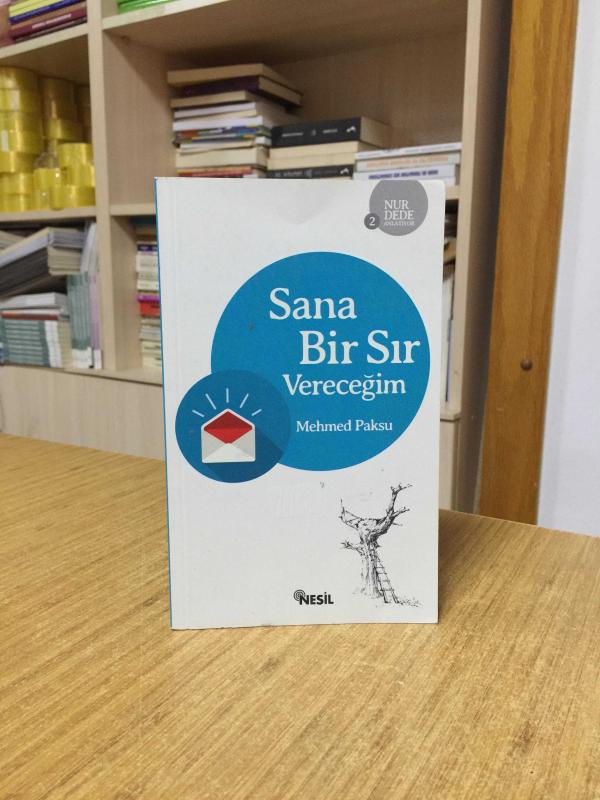 NUR
DEDE
ANLATIYOR
2
Sana
Bir Sır
Vereceğim
Mehmed Paksu
NESİL